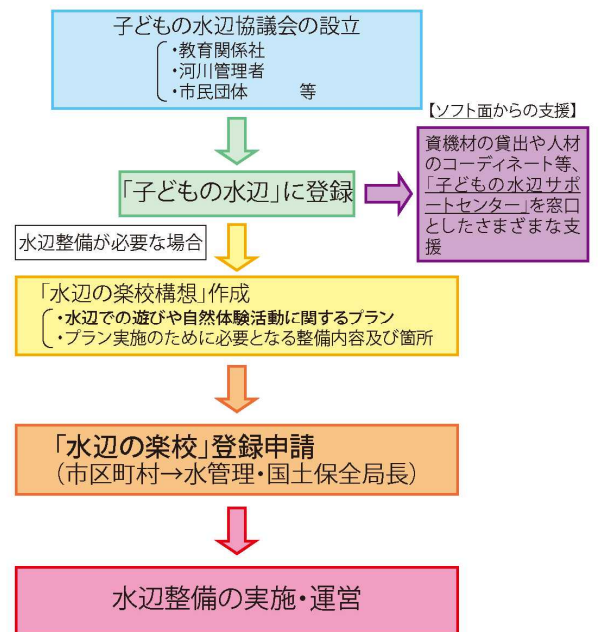 子どもの水辺協議会の設立
・教育関係社
・河川管理者
・市民団体　　　等
【ソフト面からの支援】
「子どもの水辺」に登録
資機材の貸出や人材
のコーディネート等、
「子どもの水辺サポ
ートセンター」を窓口
としたさまざまな支
援
水辺整備が必要な場合
「水辺の楽校構想」作成
・水辺での遊びや自然体験活動に関するプラン
・プラン実施のために必要となる整備内容及び箇所
「水辺の楽校」登録申請
（市区町村→水管理・国土保全局長）
水辺整備の実施・運営